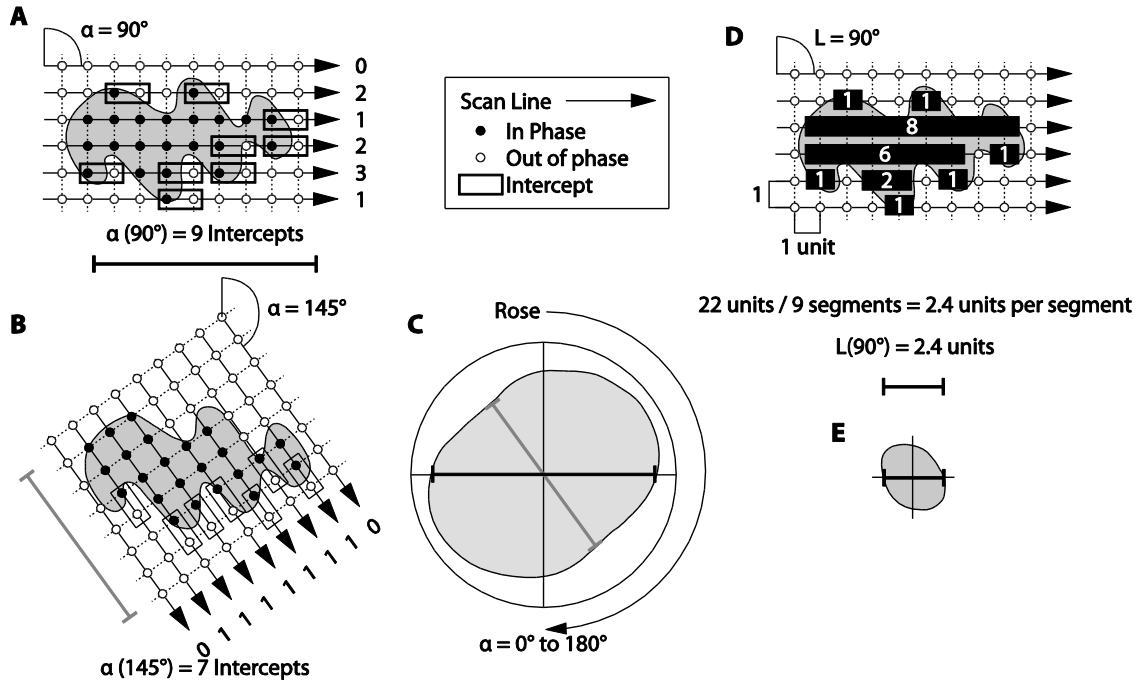 A
α = 90°
0
2
1
2
3
1
α (90°) = 9 Intercepts
Scan Line
In Phase
Out of phase
Intercept
D
L = 90°
1
1
8
6
1
1
2
1
1
1
1 unit
22 units / 9 segments = 2.4 units per segment
L(90°) = 2.4 units
B
α = 145°
0
1
1
1
1
1
1
1
0
α (145°) = 7 Intercepts
C
Rose
α = 0° to 180°
E